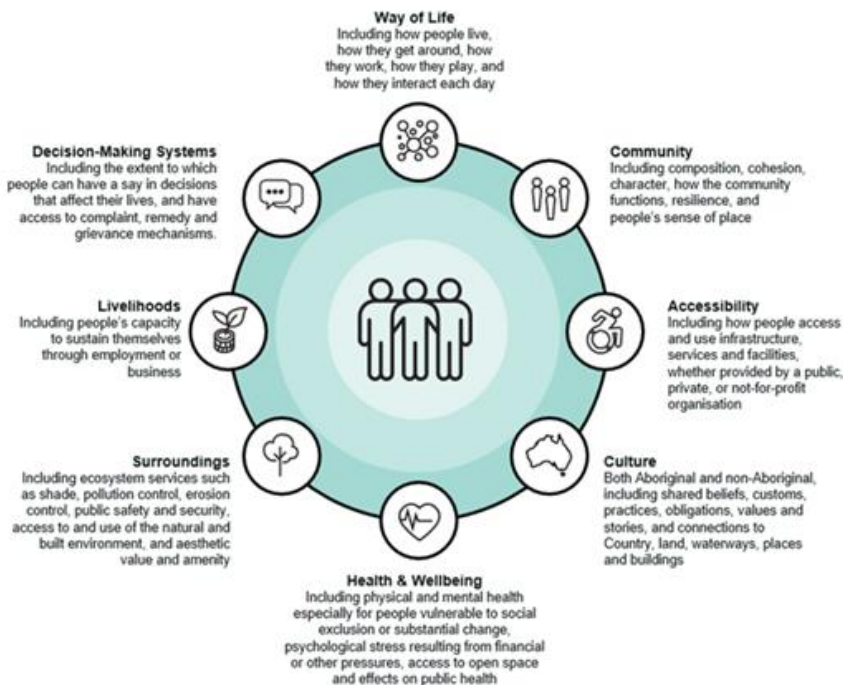 Way of Life
Including how people live,
how they get around, how
they work, how they play, and
how they interact each day
Community
Including composition, cohesion,
character, how the community
functions, resilience, and
people's sense of place
Accessibility
Including how people access
and use infrastructure,
services and facilities,
whether provided by a public,
private, or not-for-profit
organisation
Culture
Both Aboriginal and non-Aboriginal,
including shared beliefs, customs,
practices, obligations, values and
stories, and connections to
Country, land, waterways, places
and buildings
Health & Wellbeing
Including physical and mental health
especially for people vulnerable to social
exclusion or substantial change,
psychological stress resulting from financial
or other pressures, access to open space
and effects on public health
Surroundings
Including ecosystem services such
as shade, pollution control, erosion
control, public safety and security,
access to and use of the natural and
built environment, and aesthetic
value and amenity
Livelihoods
Including people's capacity
to sustain themselves
through employment or
business
Decision-Making Systems
Including the extent to which
people can have a say in decisions
that affect their lives, and have
access to complaint, remedy and
grievance mechanisms.